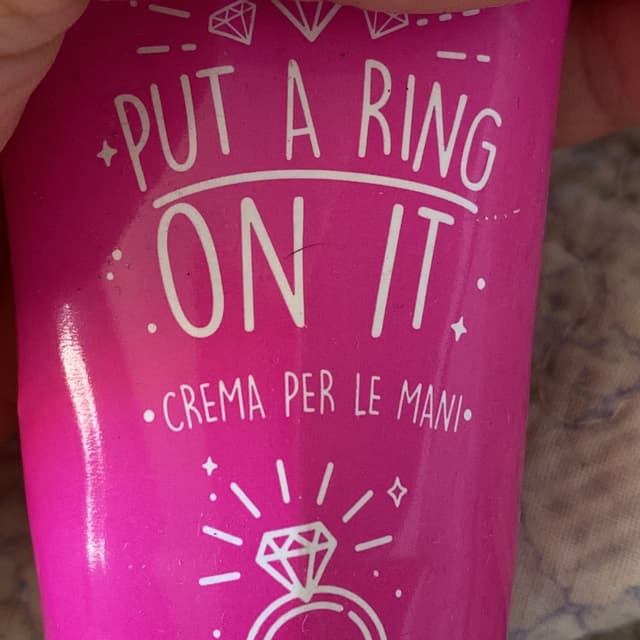 PUT A RING
ON IT
•CREMA PER LE MANI•